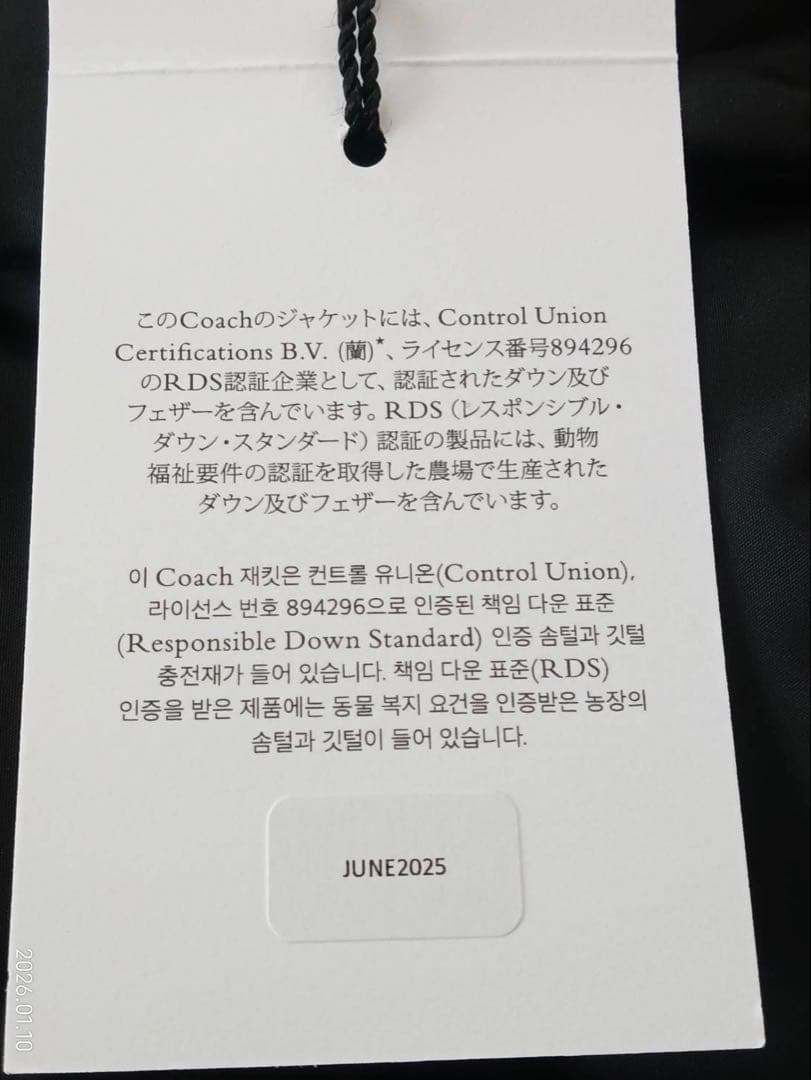 このCoachのジャケットには、Control Union
Certifications B.V. (蘭)*、ライセンス番号894296
のRDS認証企業として、認証されたダウン及び
フェザーを含んでいます。RDS（レスポンシブル・
ダウン・スタンダード）認証の製品には、動物
福祉要件の認証を取得した農場で生産された
ダウン及びフェザーを含んでいます。
이 Coach 재킷은 컨트롤 유니온(Control Union),
라이선스 번호 894296으로 인증된 책임 다운 표준
(Responsible Down Standard) 인증 솜털과 깃털
충전재가 들어 있습니다. 책임 다운 표준(RDS)
인증을 받은 제품에는 동물 복지 요건을 인증받은 농장의
솜털과 깃털이 들어 있습니다.
JUNE2025
2026.01.10